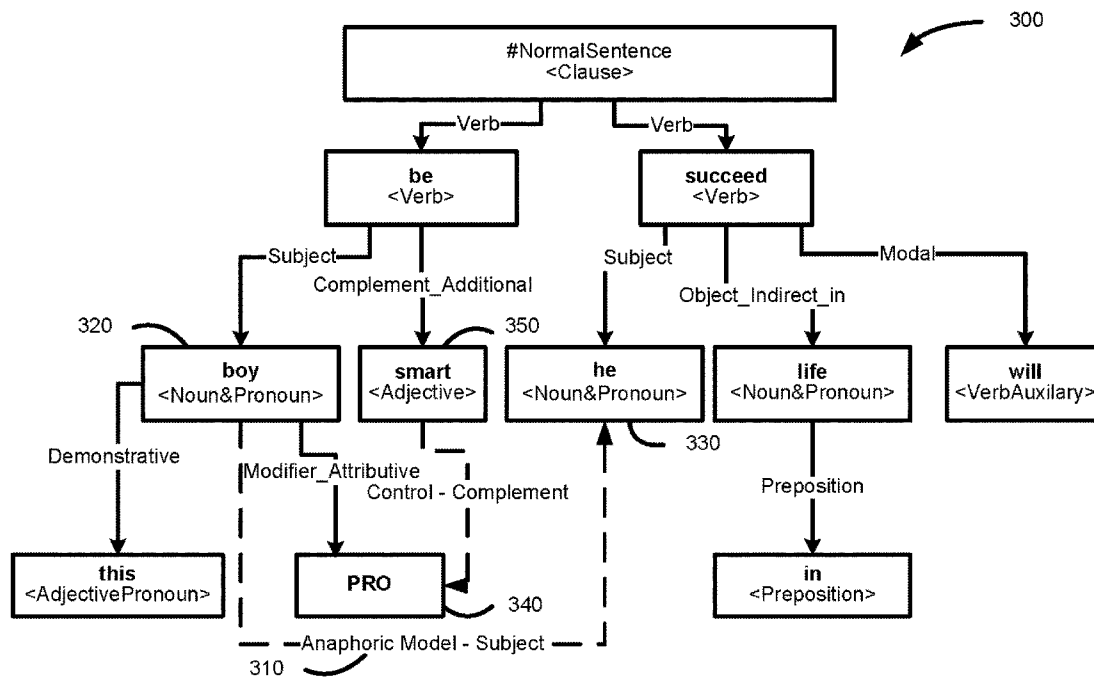 300
#NormalSentence
<Clause>
Verb
Verb
be
<Verb>
succeed
<Verb>
Subject
Complement_Additional
Subject
Object_Indirect_in
Modal
320
350
boy
<Noun&Pronoun>
smart
<Adjective>
he
<Noun&Pronoun>
life
<Noun&Pronoun>
will
<VerbAuxilary>
330
Demonstrative
Modifier_Attributive
Control - Complement
Preposition
this
<AdjectivePronoun>
PRO
in
<Preposition>
340
Anaphoric Model - Subject
310